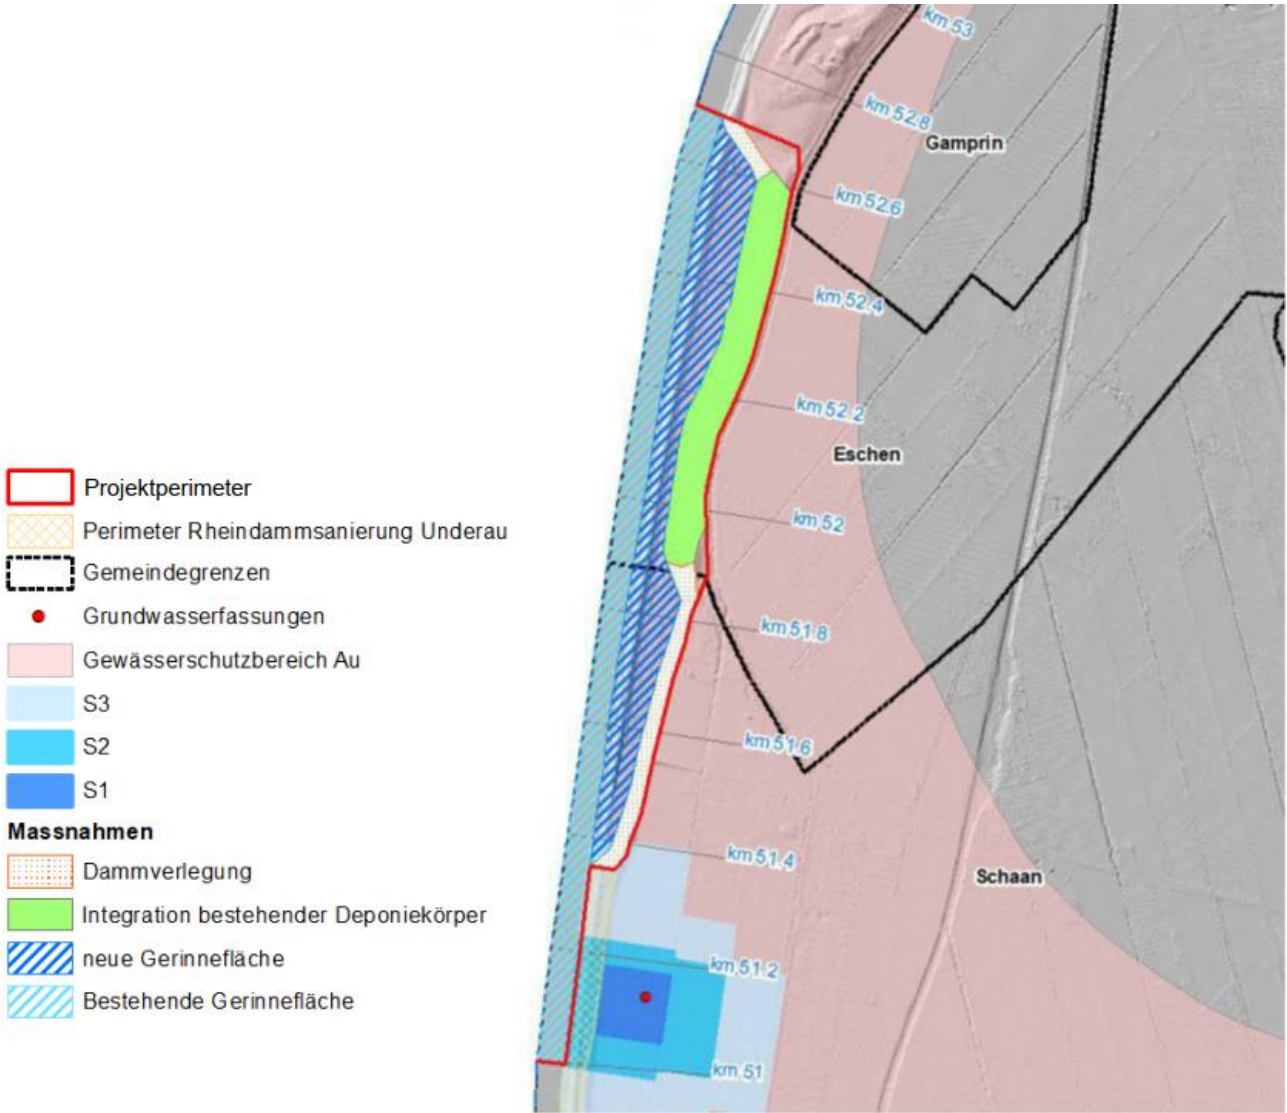 Projektperimeter
Perimeter Rheindammsanierung Underau
Gemeindegrenzen
Grundwasserfassungen
Gewässerschutzbereich Au
S3
S2
S1
Massnahmen
Dammverlegung
Integration bestehender Deponiekörper
neue Gerinnefläche
Bestehende Gerinnefläche
km 53
km 52.8
Gamprin
km 52.6
km 52.4
km 52.2
Eschen
km 52
km 51.8
km 51.6
km 51.4
Schaan
km 51.2
km 51